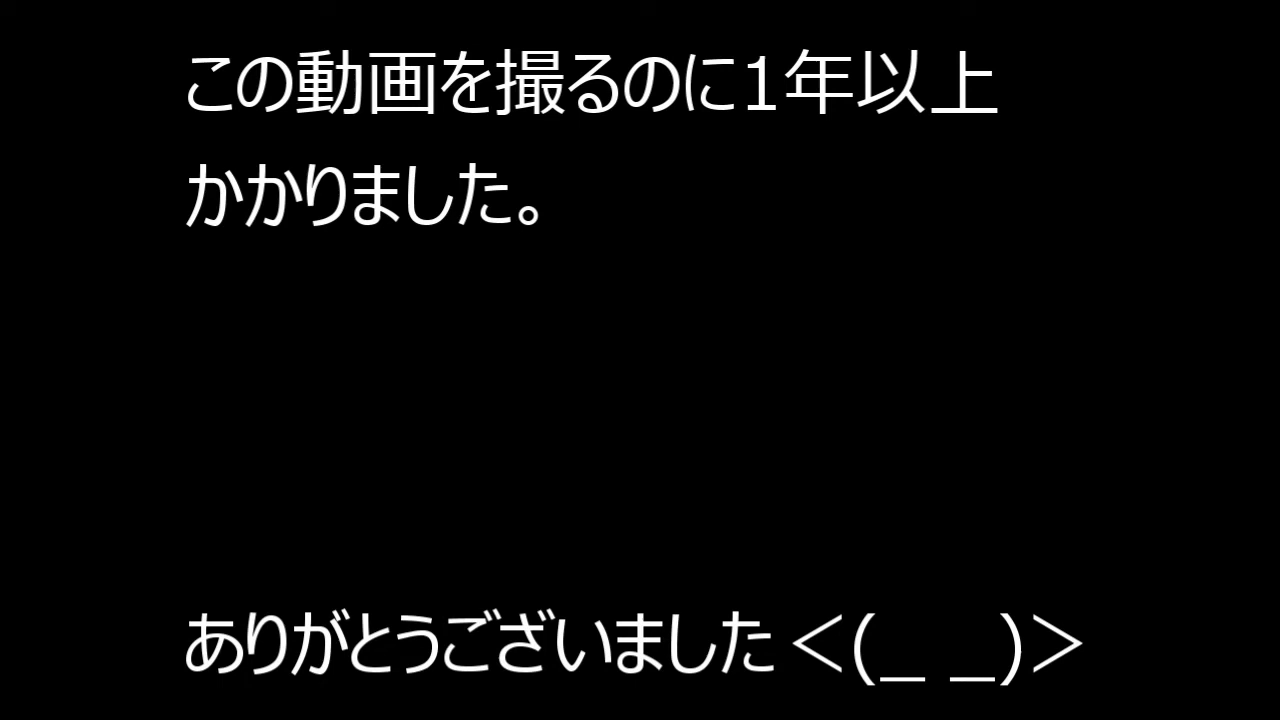 この動画を撮るのに1年以上
かかりました。
ありがとうございました＜(_ _)＞